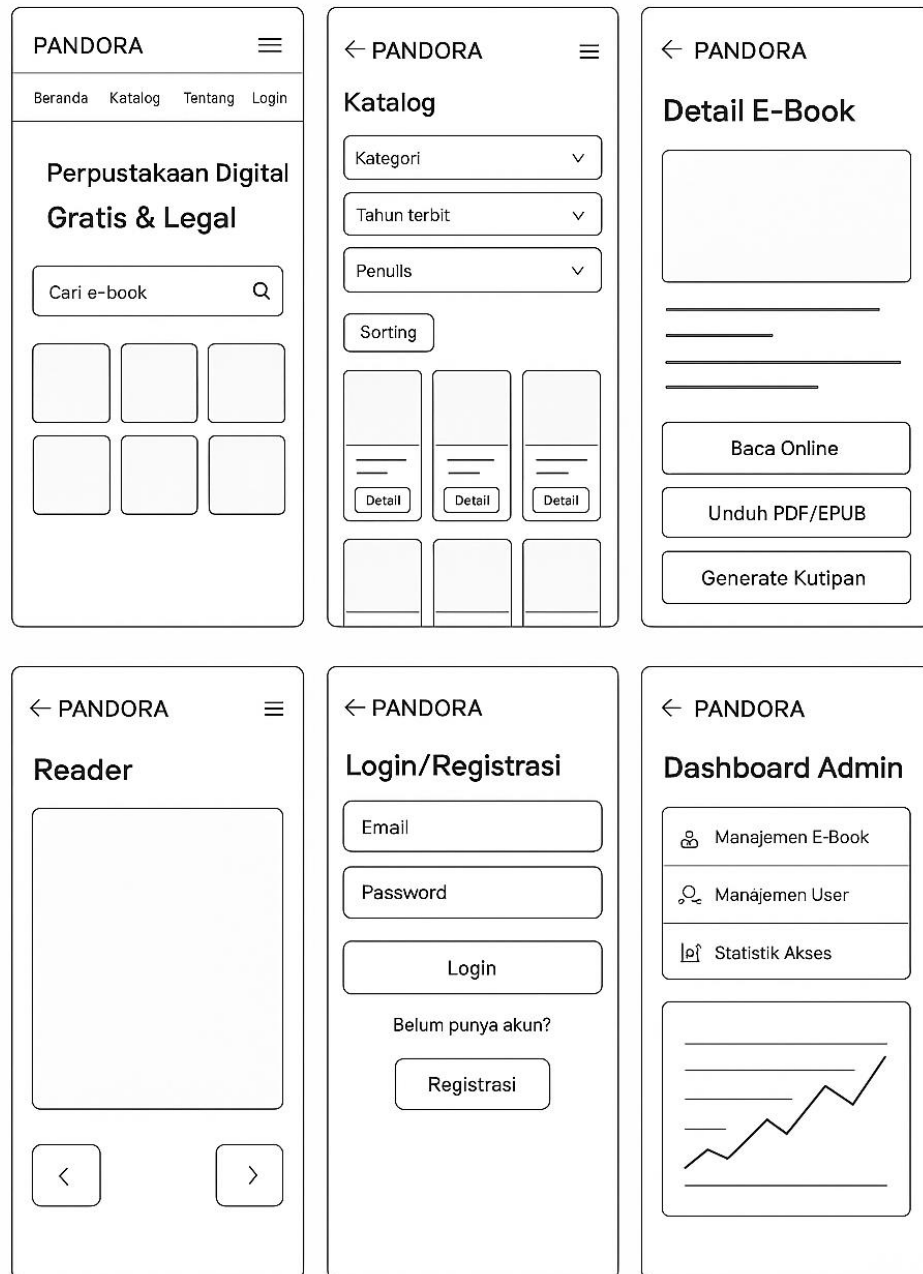 PANDORA
Beranda Katalog Tentang Login
Perpustakaan Digital
Gratis & Legal
Cari e-book
PANDORA
Katalog
Kategori
Tahun terbit
Penulls
Sorting
Detail Detail Detail
PANDORA
Detail E-Book
Baca Online
Unduh PDF/EPUB
Generate Kutipan
PANDORA
Reader
PANDORA
Login/Registrasi
Email
Password
Login
Belum punya akun?
Registrasi
PANDORA
Dashboard Admin
Manajemen E-Book
Manájemen User
Statistik Akses